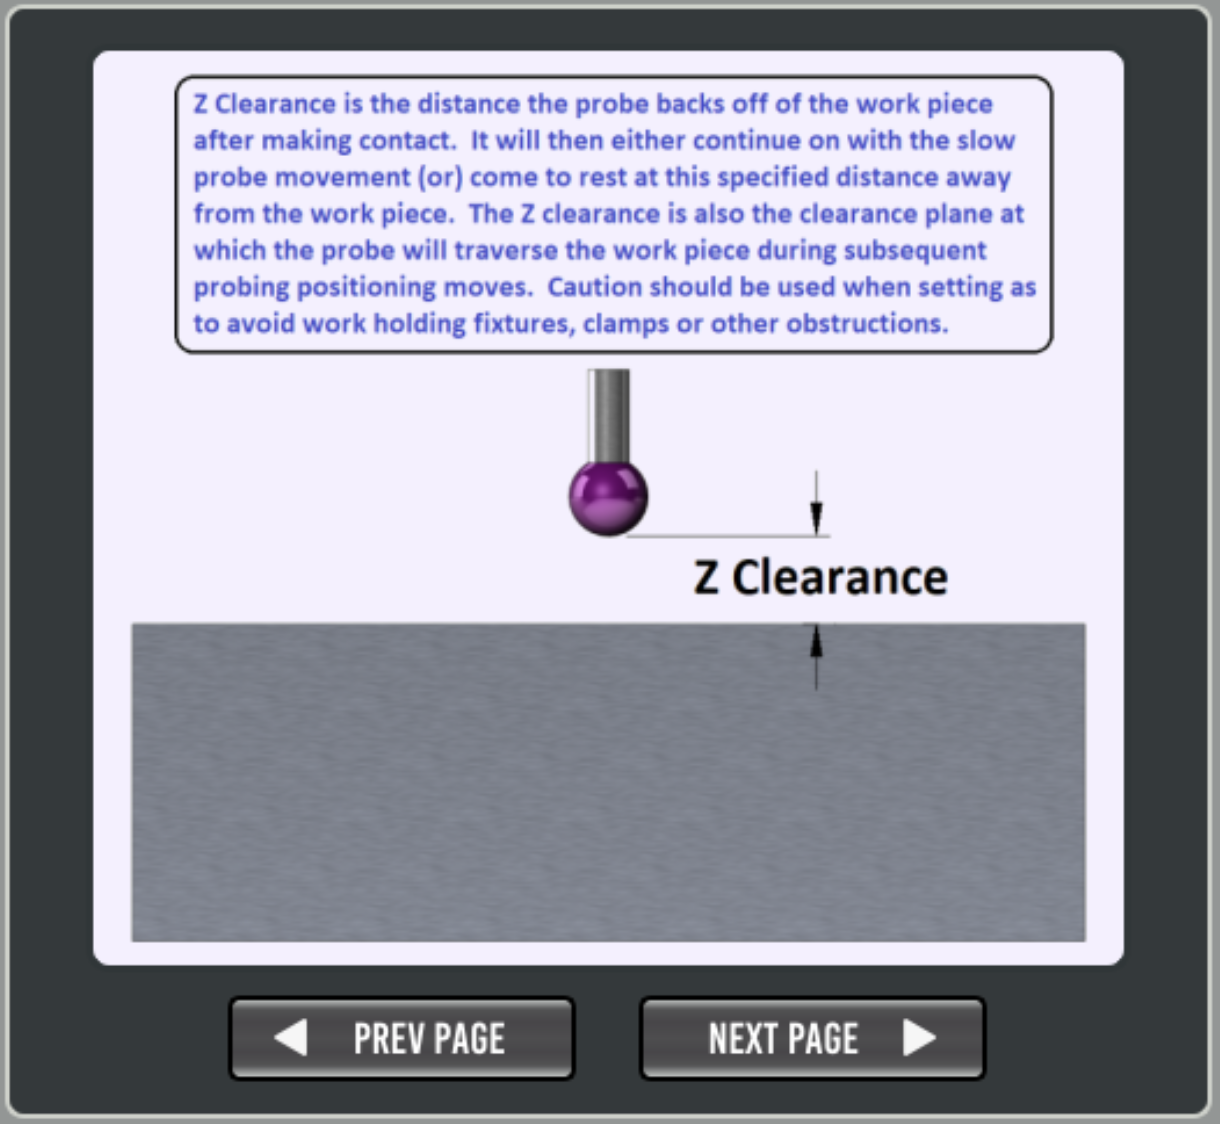 Z Clearance is the distance the probe backs off of the work piece
after making contact.  It will then either continue on with the slow
probe movement (or) come to rest at this specified distance away
from the work piece.  The Z clearance is also the clearance plane at
which the probe will traverse the work piece during subsequent
probing positioning moves.  Caution should be used when setting as
to avoid work holding fixtures, clamps or other obstructions.
Z Clearance
PREV PAGE
NEXT PAGE